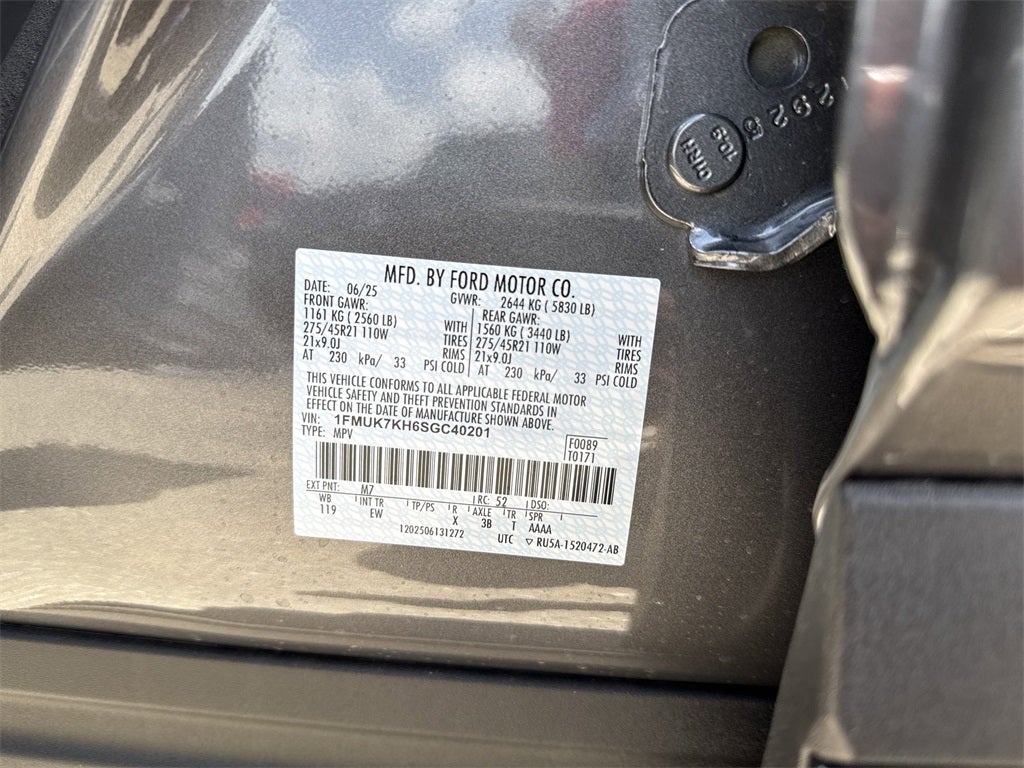 2925
QIRH
10.9
MFD. BY FORD MOTOR CO.
DATE: 06/25 GVWR: 2644 KG ( 5830 LB)
FRONT GAWR: REAR GAWR:
1161 KG ( 2560 LB) WITH 1560 KG ( 3440 LB) WITH
275/45R21 110W TIRES 275/45R21 110W TIRES
21x9.0J RIMS 21x9.0J RIMS
AT 230 kPa/ 33 PSI COLD AT 230 kPa/ 33 PSI COLD
THIS VEHICLE CONFORMS TO ALL APPLICABLE FEDERAL MOTOR
VEHICLE SAFETY AND THEFT PREVENTION STANDARDS IN
EFFECT ON THE DATE OF MANUFACTURE SHOWN ABOVE.
VIN: 1FMUK7KH6SGC40201
TYPE: MPV
F0089
T0171
EXT PNT: M7 RC: 52 DSO:
WB INT TR TP/PS R AXLE TR SPR
119 EW X 3B T AAAA
1202506131272 UTC ▽ RU5A-1520472-AB